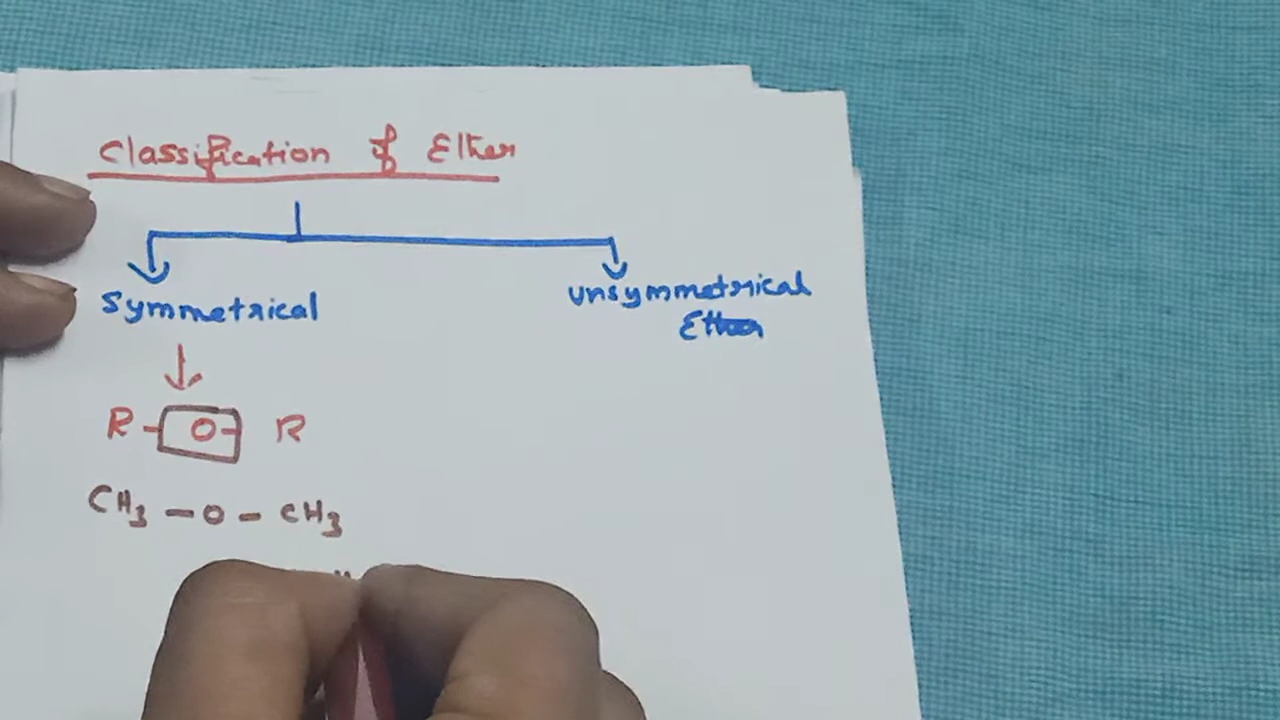 Classification of Ether
Symmetrical
Unsymmetrical
Ether
R-O- R
CH3-O-CH3